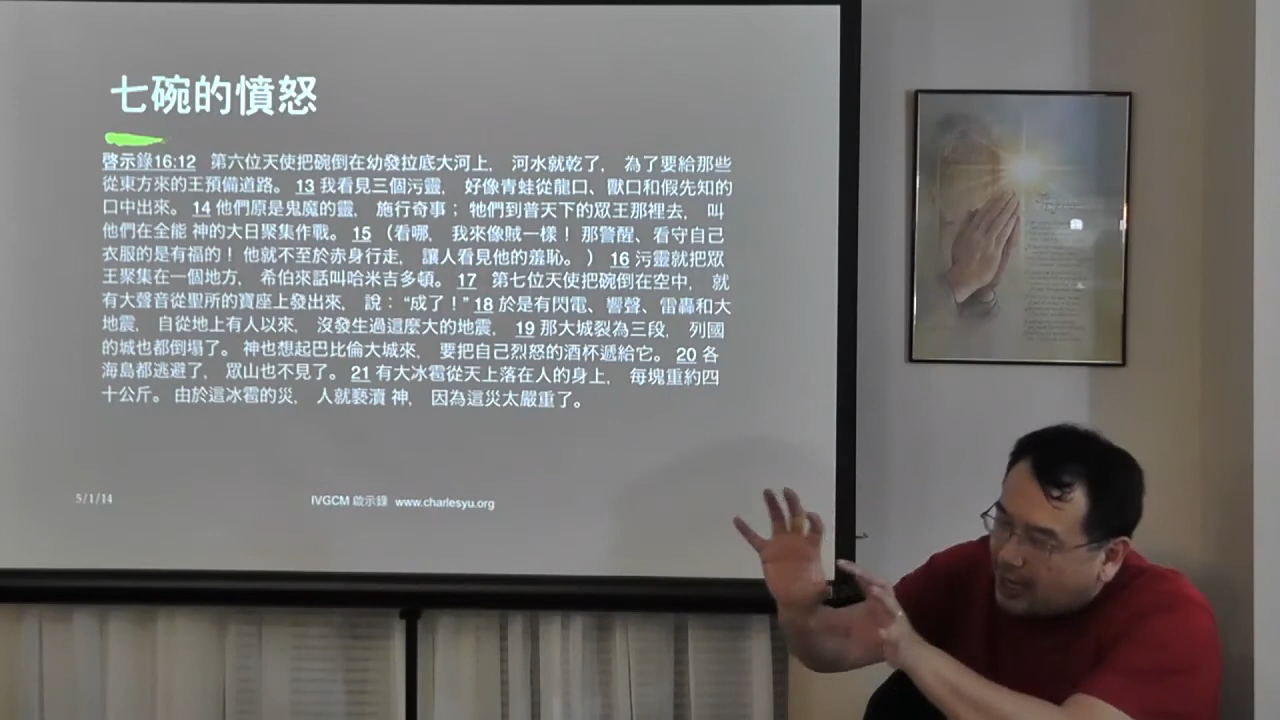 七碗的憤怒
啓示錄16:12 第六位天使把碗倒在幼發拉底大河上， 河水就乾了， 為了要給那些
從東方來的王預備道路。 13 我看見三個污靈， 好像青蛙從龍口、獸口和假先知的
口中出來。 14 他們原是鬼魔的靈， 施行奇事； 牠們到普天下的眾王那裡去， 叫
他們在全能 神的大日聚集作戰。 15 （看哪， 我來像賊一樣！ 那警醒、看守自己
衣服的是有福的！他就不至於赤身行走， 讓人看見他的羞恥。） 16 污靈就把眾
王聚集在一個地方， 希伯來話叫哈米吉多頓。 17 第七位天使把碗倒在空中， 就
有大聲音從聖所的寶座上發出來， 說： “成了！” 18 於是有閃電、響聲、雷轟和大
地震， 自從地上有人以來， 沒發生過這麼大的地震， 19 那大城裂為三段， 列國
的城也都倒塌了。 神也想起巴比倫大城來， 要把自己烈怒的酒杯遞給它。 20 各
海島都逃避了， 眾山也不見了。 21 有大冰雹從天上落在人的身上， 每塊重約四
十公斤。 由於這冰雹的災， 人就褻瀆 神， 因為這災太嚴重了。
5/1/14
IVGCM 啟示錄 www.charlesyu.org